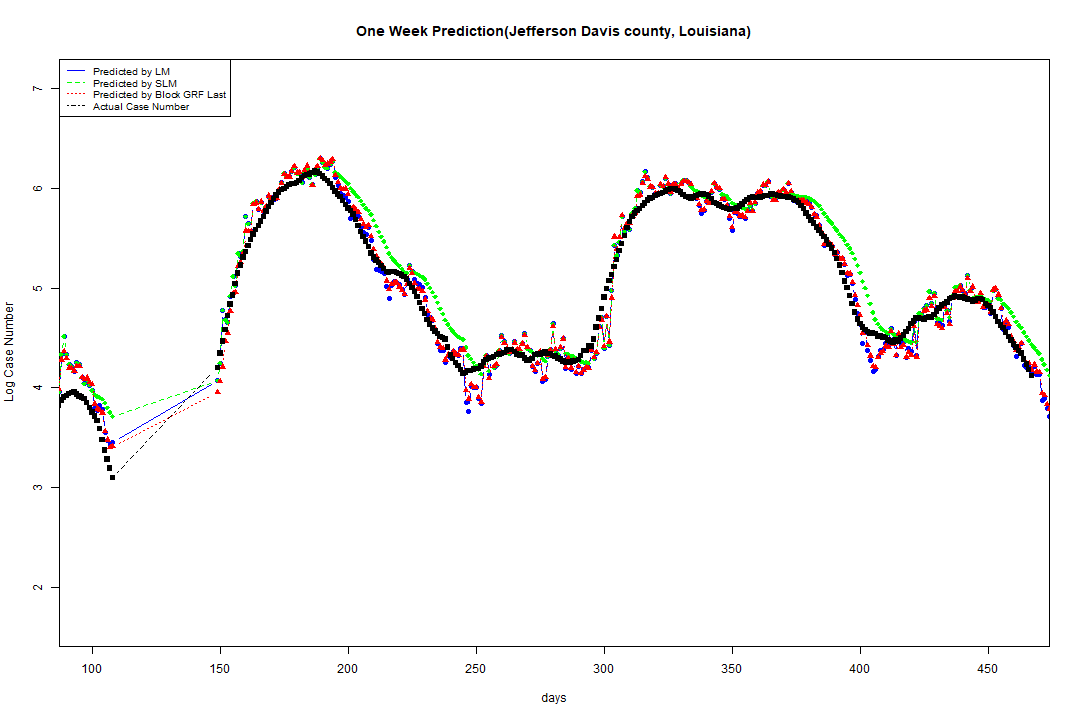 One Week Prediction(Jefferson Davis county, Louisiana)
Predicted by LM
Predicted by SLM
Predicted by Block GRF Last
Actual Case Number
Log Case Number
7
6
5
4
3
2
100 150 200 250 300 350 400 450
days